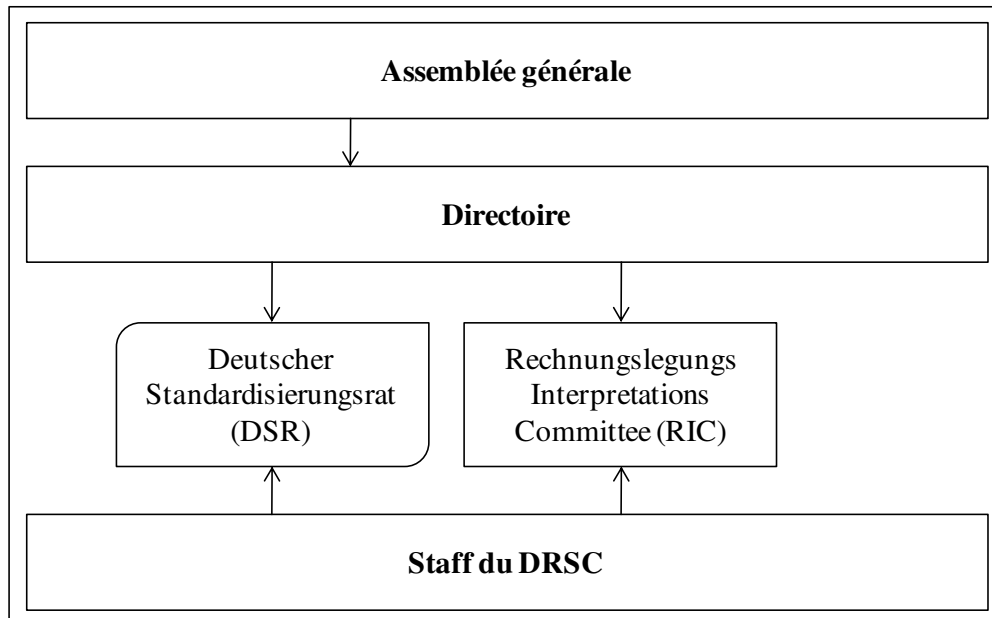 Assemblée générale
Directoire
Deutscher
Standardisierungsrat
(DSR)
Rechnungslegungs
Interpretations
Committee (RIC)
Staff du DRSC